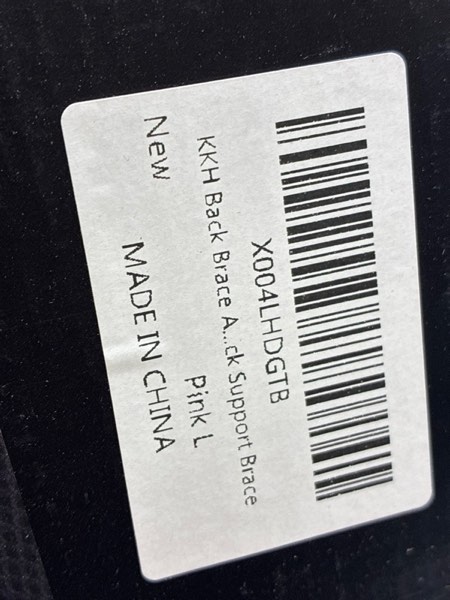 X004LHDGTB
KKH Back Brace A...ck Support Brace
Pink L
New
MADE IN CHINA